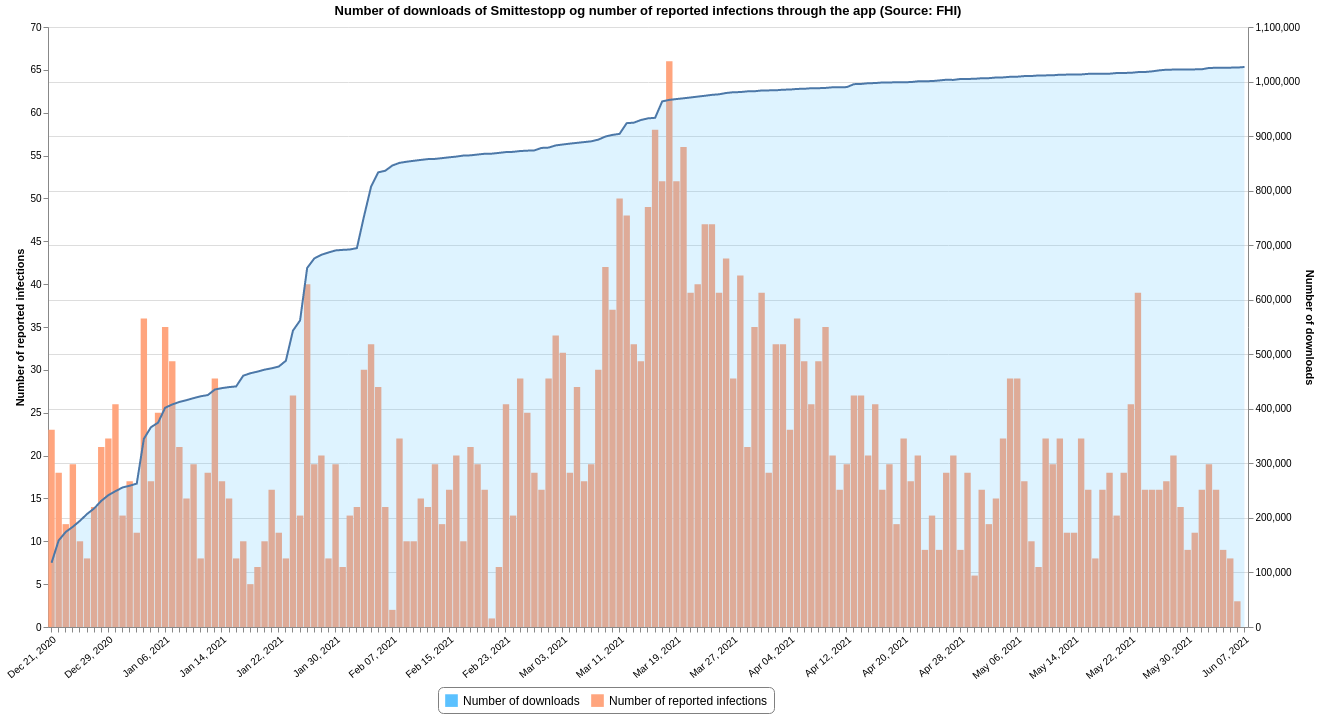 Number of downloads of Smittestopp og number of reported infections through the app (Source: FHI)
70
65
60
55
50
45
40
35
30
25
20
15
10
5
0
Number of reported infections
1,100,000
1,000,000
900,000
800,000
700,000
600,000
500,000
400,000
300,000
200,000
100,000
0
Number of downloads
Dec 21, 2020
Dec 29, 2020
Jan 06, 2021
Jan 14, 2021
Jan 22, 2021
Jan 30, 2021
Feb 07, 2021
Feb 15, 2021
Feb 23, 2021
Mar 03, 2021
Mar 11, 2021
Mar 19, 2021
Mar 27, 2021
Apr 04, 2021
Apr 12, 2021
Apr 20, 2021
Apr 28, 2021
May 06, 2021
May 14, 2021
May 22, 2021
May 30, 2021
Jun 07, 2021
Number of downloads
Number of reported infections